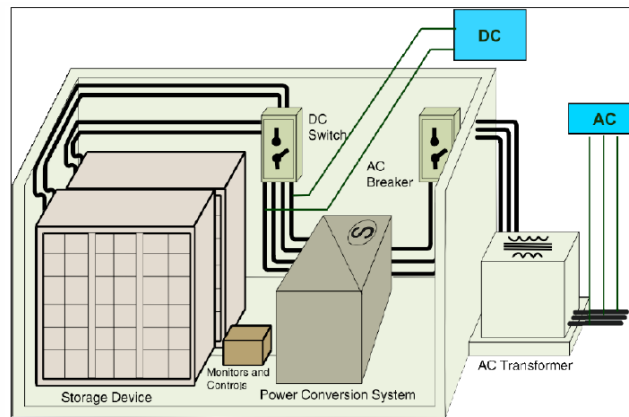 DC
DC
Switch
AC
Breaker
AC
S
Monitors and
Controls
Storage Device
Power Conversion System
AC Transformer